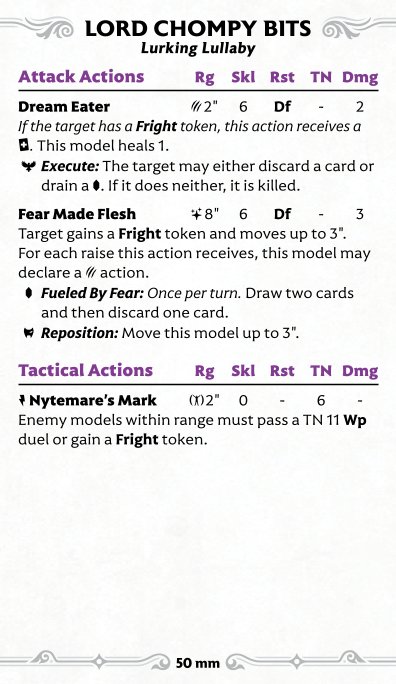 LORD CHOMPY BITS
Lurking Lullaby
Attack Actions Rg Skl Rst TN Dmg
Dream Eater 2" 6 Df - 2
If the target has a Fright token, this action receives a
. This model heals 1.
Execute: The target may either discard a card or
drain a . If it does neither, it is killed.
Fear Made Flesh 8" 6 Df - 3
Target gains a Fright token and moves up to 3".
For each raise this action receives, this model may
declare a action.
Fueled By Fear: Once per turn. Draw two cards
and then discard one card.
Reposition: Move this model up to 3".
Tactical Actions Rg Skl Rst TN Dmg
Nytemare's Mark 2" 0 - 6 -
Enemy models within range must pass a TN 11 Wp
duel or gain a Fright token.
50 mm